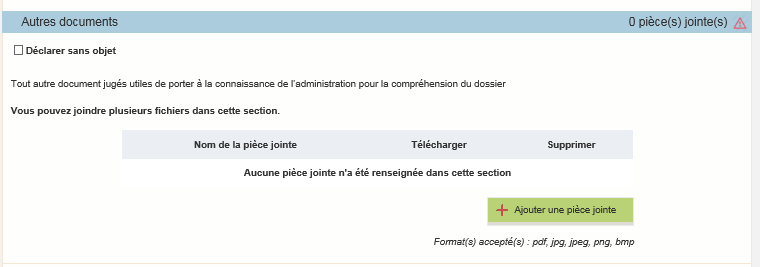 Autres documents 0 pièce(s) jointe(s)
Déclarer sans objet
Tout autre document jugés utiles de porter à la connaissance de l'administration pour la compréhension du dossier
Vous pouvez joindre plusieurs fichiers dans cette section.
Nom de la pièce jointe Télécharger Supprimer
Aucune pièce jointe n'a été renseignée dans cette section
Ajouter une pièce jointe
Format(s) accepté(s) : pdf, jpg, jpeg, png, bmp